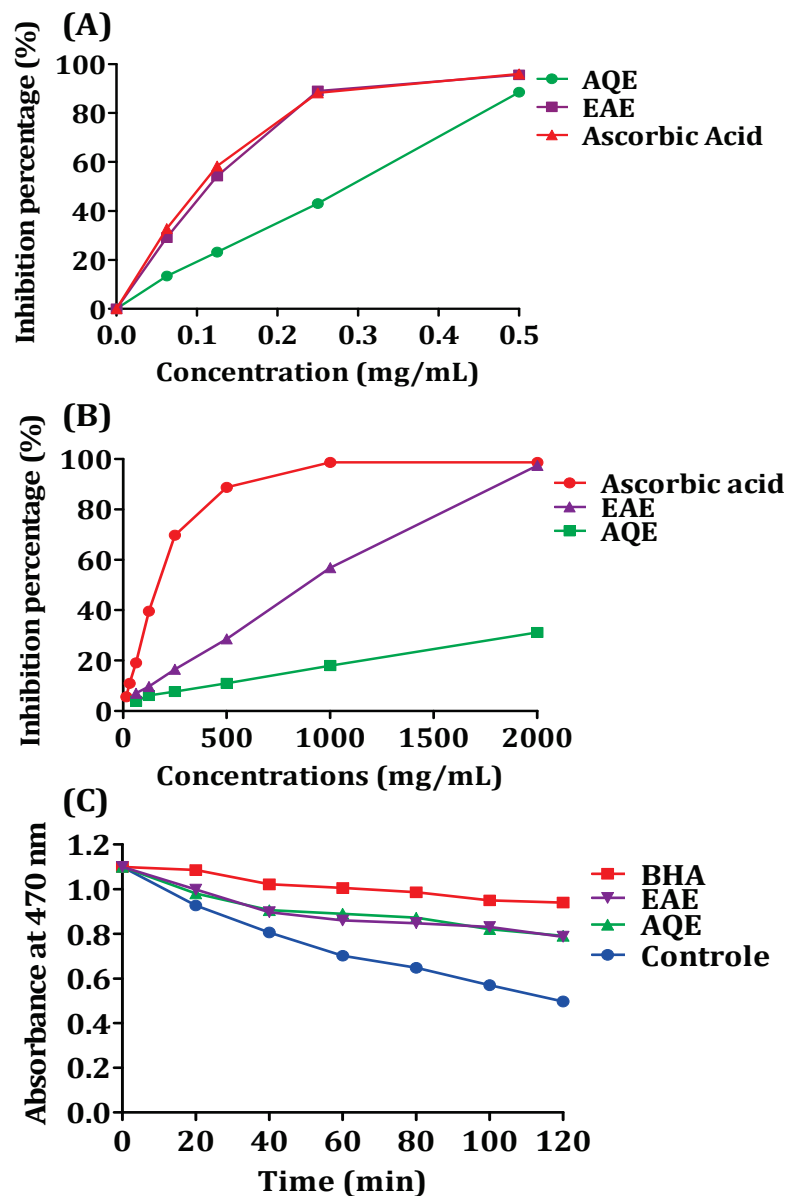 (A)
Inhibition percentage (%)
100
80
60
40
20
0
0.0 0.1 0.2 0.3 0.4 0.5
Concentration (mg/mL)
AQE
EAE
Ascorbic Acid
(B)
Inhibition percentage (%)
100
80
60
40
20
0
0 500 1000 1500 2000
Concentrations (mg/mL)
Ascorbic acid
EAE
AQE
(C)
Absorbance at 470 nm
1.2
1.0
0.8
0.6
0.4
0.2
0.0
0 20 40 60 80 100 120
Time (min)
BHA
EAE
AQE
Controle